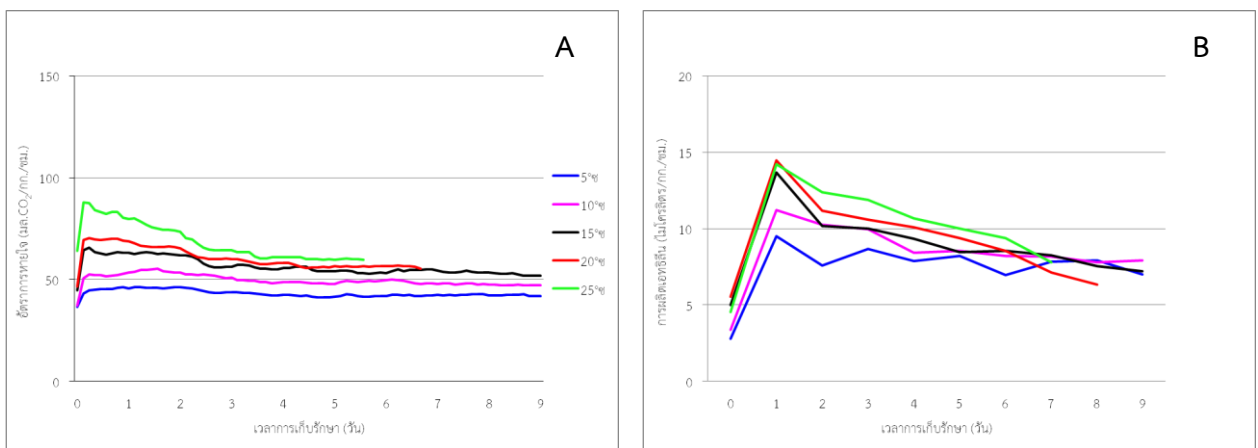 A
150
100
50
0
อัตราการหายใจ (มล.CO₂/กก./ชม.)
0 1 2 3 4 5 6 7 8 9
เวลาการเก็บรักษา (วัน)
5°ซ
10°ซ
15°ซ
20°ซ
25°ซ
B
20
15
10
5
0
การผลิตเอทธิลีน (ไมโครลิตร/กก./ชม.)
0 1 2 3 4 5 6 7 8 9
เวลาการเก็บรักษา (วัน)